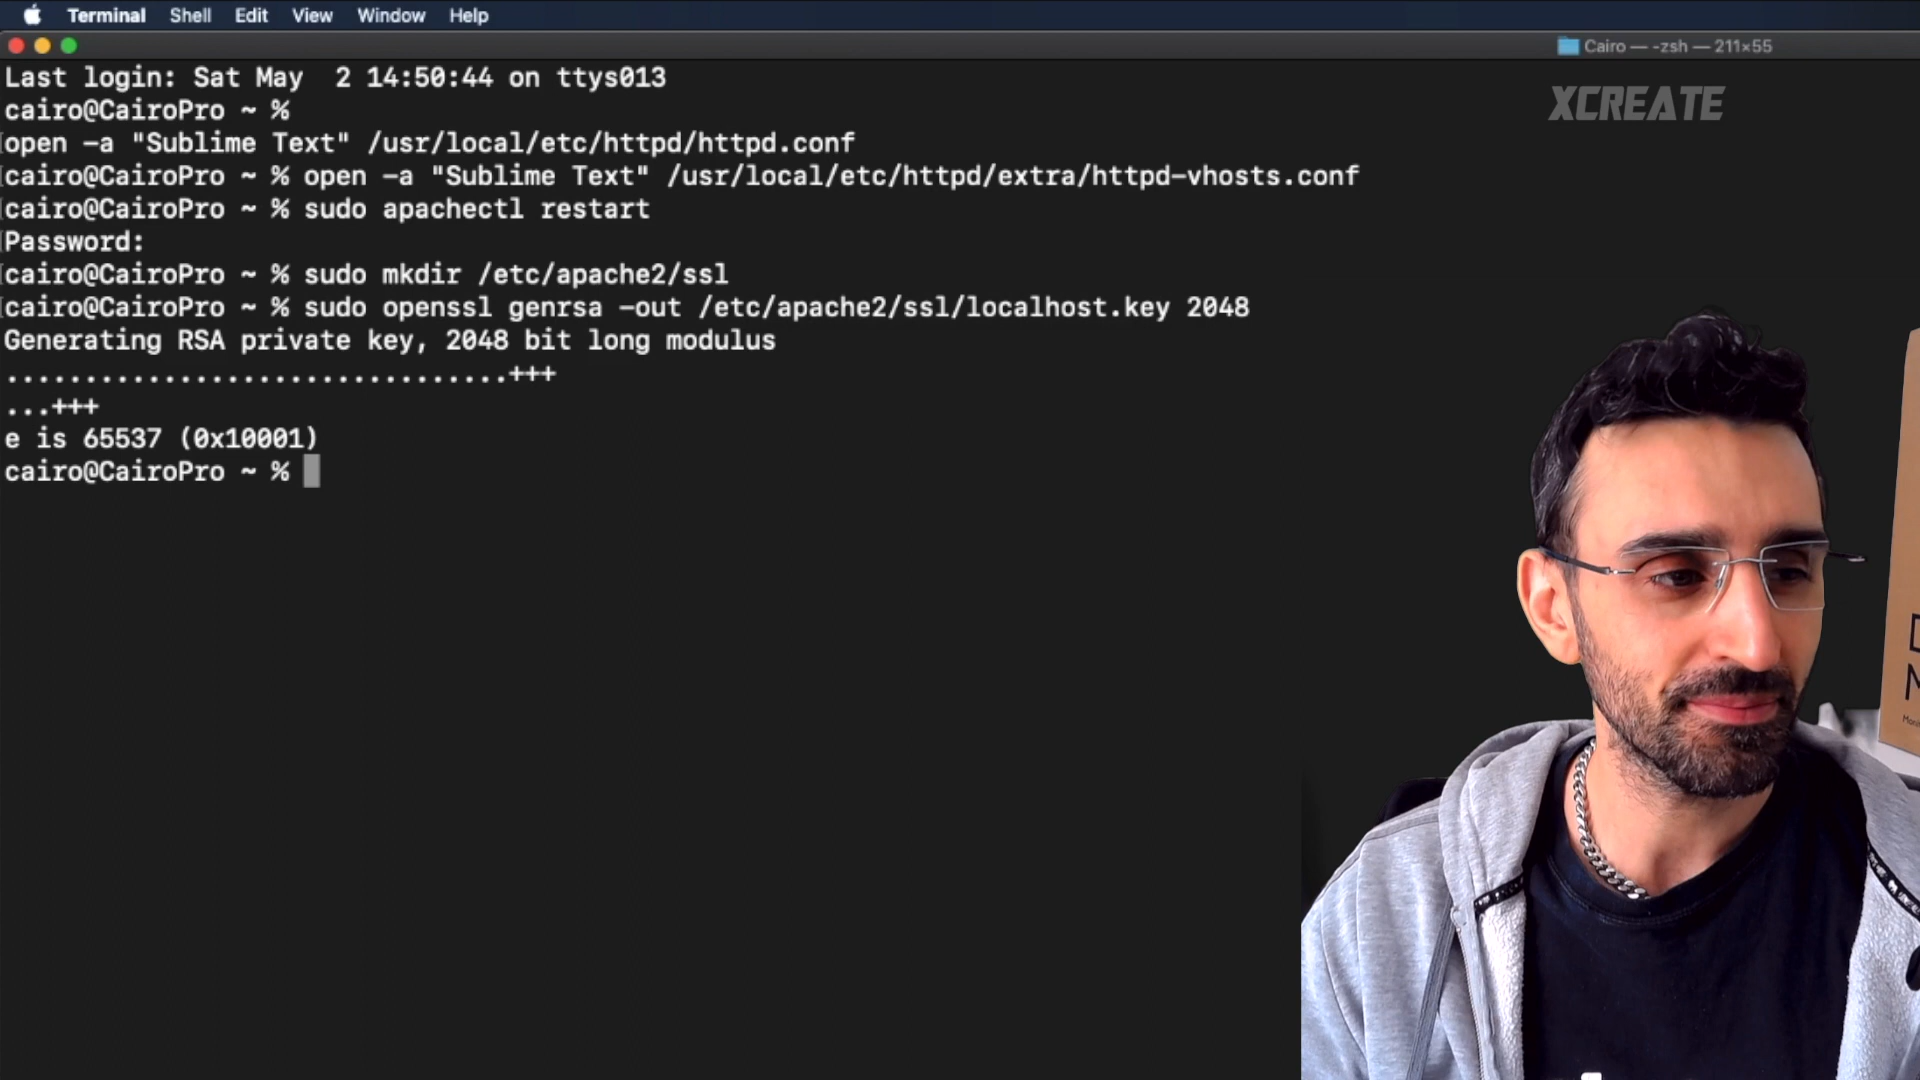 Terminal Shell Edit View Window Help
Cairo — -zsh — 211×55
Last login: Sat May  2 14:50:44 on ttys013
XCREATE
cairo@CairoPro ~ %
open -a "Sublime Text" /usr/local/etc/httpd/httpd.conf
cairo@CairoPro ~ % open -a "Sublime Text" /usr/local/etc/httpd/extra/httpd-vhosts.conf
cairo@CairoPro ~ % sudo apachectl restart
Password:
cairo@CairoPro ~ % sudo mkdir /etc/apache2/ssl
cairo@CairoPro ~ % sudo openssl genrsa -out /etc/apache2/ssl/localhost.key 2048
Generating RSA private key, 2048 bit long modulus
................................+++
...+++
e is 65537 (0x10001)
cairo@CairoPro ~ %